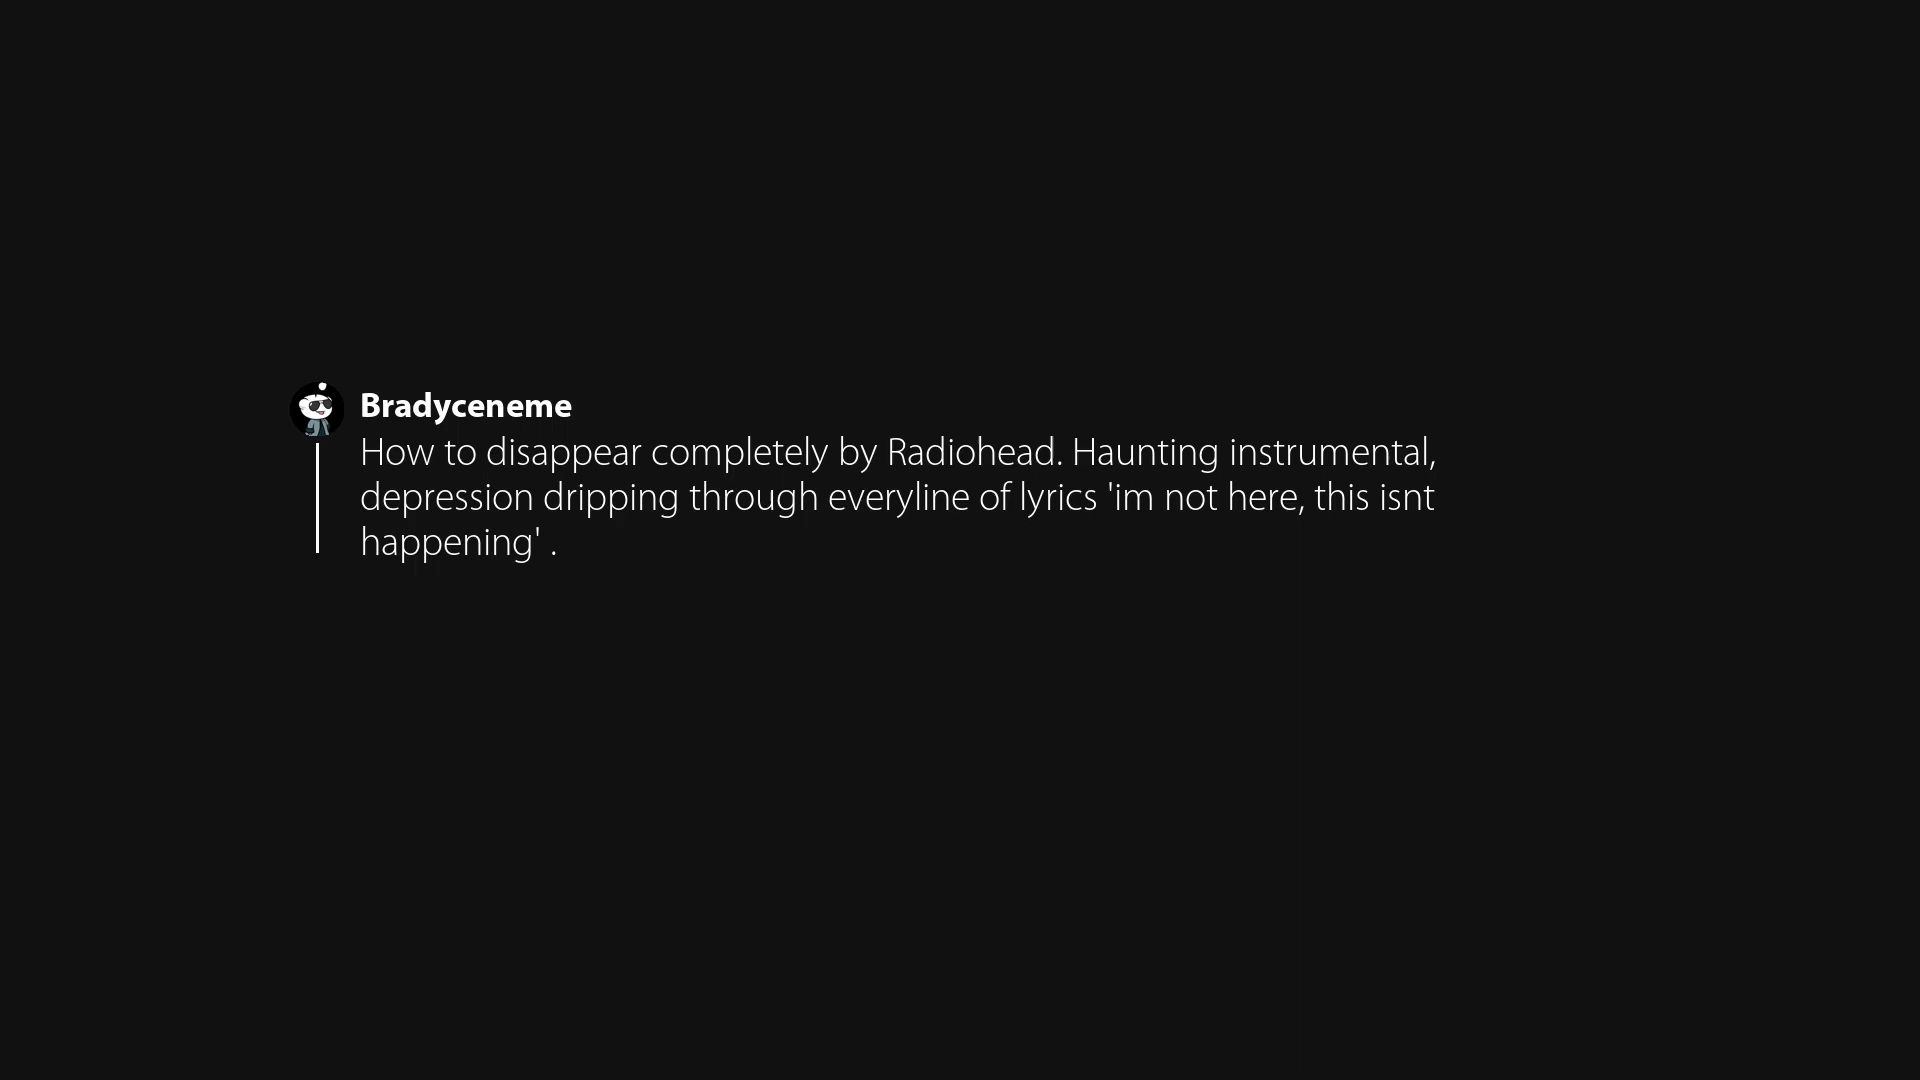 Bradyceneme
How to disappear completely by Radiohead. Haunting instrumental,
depression dripping through everyline of lyrics 'im not here, this isnt
happening' .